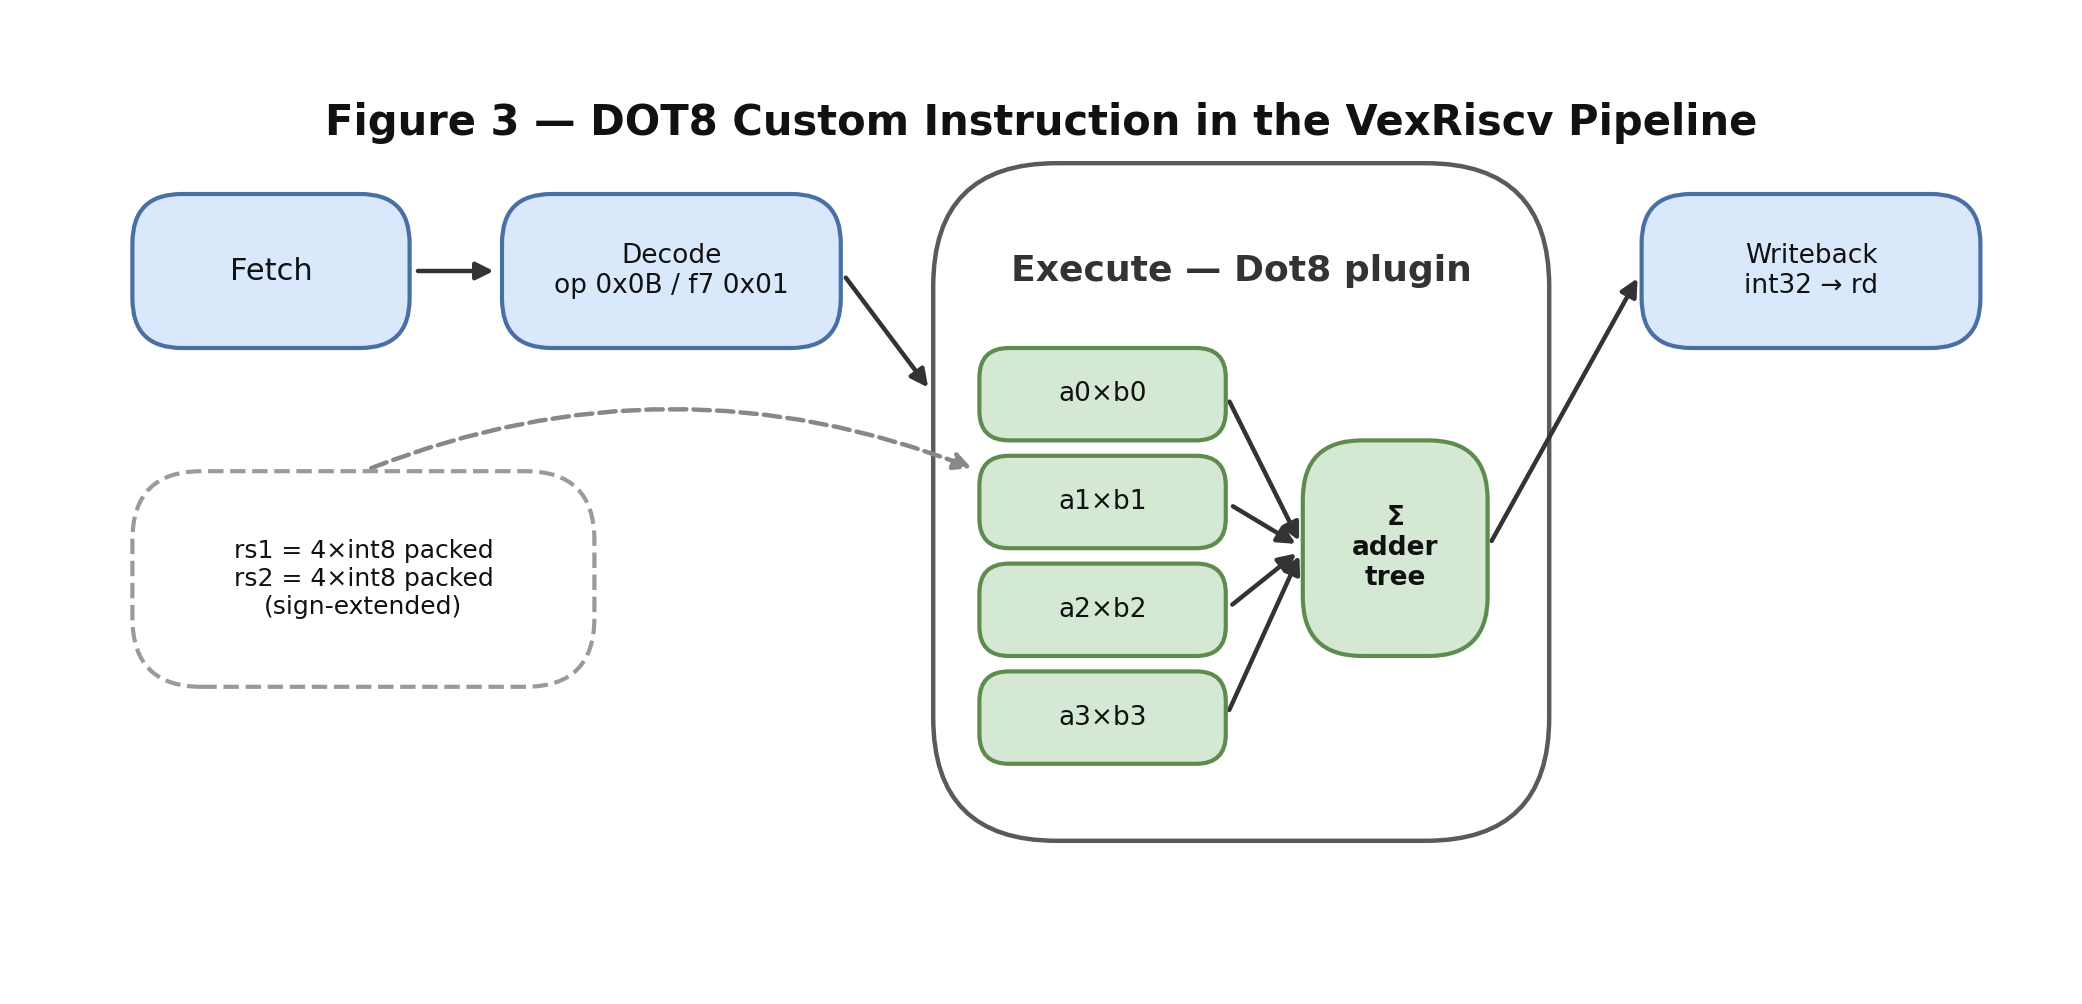 Figure 3 — DOT8 Custom Instruction in the VexRiscv Pipeline
Fetch
Decode
op 0x0B / f7 0x01
Execute — Dot8 plugin
Writeback
int32 → rd
a0×b0
a1×b1
a2×b2
a3×b3
Σ
adder
tree
rs1 = 4×int8 packed
rs2 = 4×int8 packed
(sign-extended)